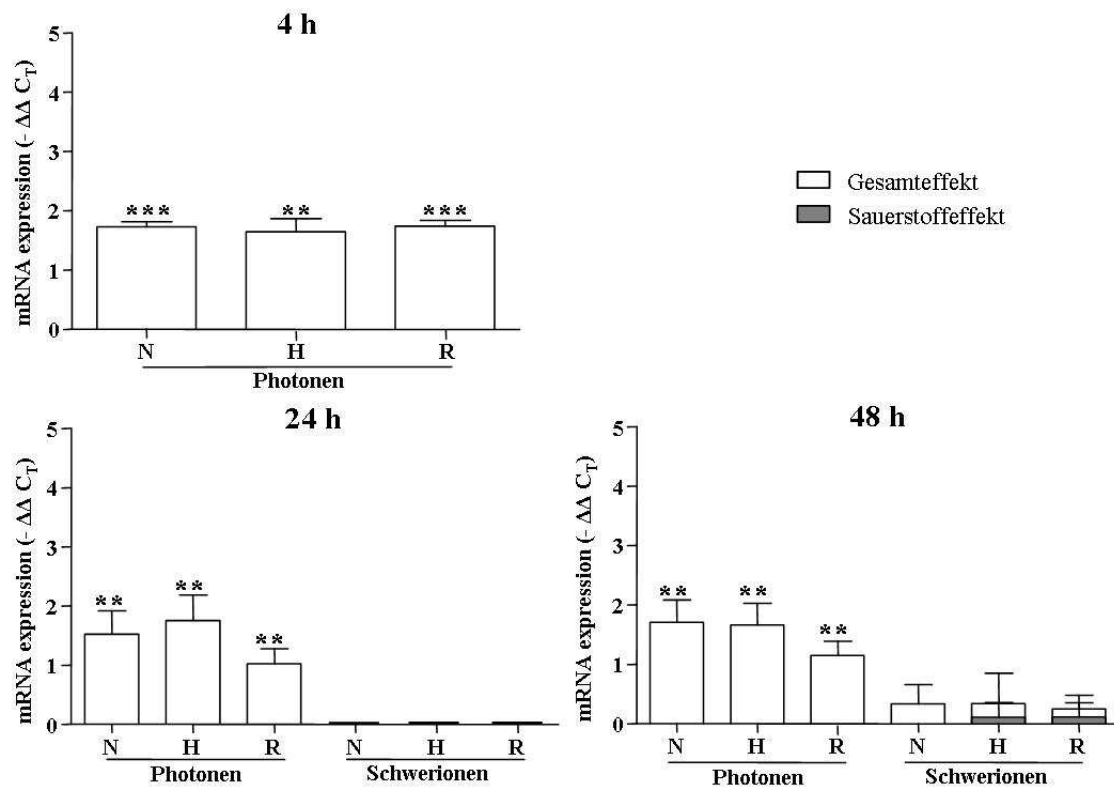 4 h
mRNA expression (- ΔΔ C_T)
5
4
3
2
1
0
*** ** ***
N H R
Photonen
Gesamteffekt
Sauerstoffeffekt
24 h
mRNA expression (- ΔΔ C_T)
5
4
3
2
1
0
** ** **
N H R N H R
Photonen Schwerionen
48 h
mRNA expression (- ΔΔ C_T)
5
4
3
2
1
0
** ** **
N H R N H R
Photonen Schwerionen